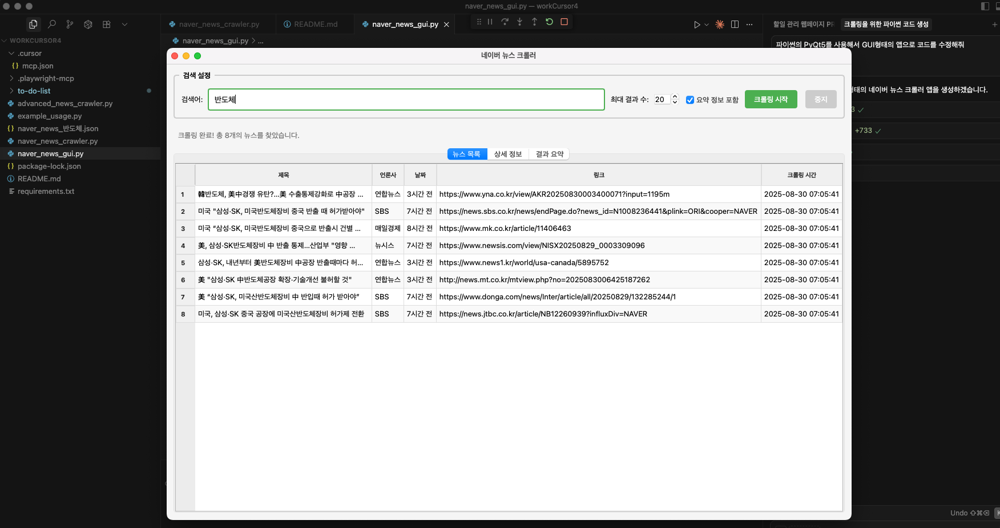 naver_news_gui.py — workCursor4
naver_news_crawler.py
README.md
naver_news_gui.py
할일 관리 웹페이지 PR
크롤링을 위한 파이썬 코드 생성
WORKCURSOR4
.cursor
mcp.json
.playwright-mcp
to-do-list
advanced_news_crawler.py
example_usage.py
naver_news_반도체.json
naver_news_crawler.py
naver_news_gui.py
package-lock.json
README.md
requirements.txt
naver_news_gui.py > ...
파이썬의 PyQt5를 사용해서 GUI형태의 앱으로 코드를 수정해줘
형태의 네이버 뉴스 크롤러 앱을 생성하겠습니다.
3 ✓
+733 ✓
네이버 뉴스 크롤러
검색 설정
검색어: 반도체 최대 결과 수: 20 요약 정보 포함 크롤링 시작 중지
크롤링 완료! 총 8개의 뉴스를 찾았습니다.
뉴스 목록 상세 정보 결과 요약
제목 언론사 날짜 링크 크롤링 시간
1 韓반도체, 美中경쟁 유탄?...美 수출통제강화로 中공장 ... 연합뉴스 3시간 전 https://www.yna.co.kr/view/AKR20250830003400071?input=1195m 2025-08-30 07:05:41
2 미국 "삼성·SK, 미국반도체장비 중국 반출 때 허가받아야" SBS 7시간 전 https://news.sbs.co.kr/news/endPage.do?news_id=N1008236441&plink=ORI&cooper=NAVER 2025-08-30 07:05:41
3 미국 “삼성·SK, 미국반도체장비 중국으로 반출시 건별 ... 매일경제 8시간 전 https://www.mk.co.kr/article/11406463 2025-08-30 07:05:41
4 美, 삼성·SK반도체장비 中 반출 통제…산업부 "영향 ... 뉴시스 7시간 전 https://www.newsis.com/view/NISX20250829_0003309096 2025-08-30 07:05:41
5 삼성·SK, 내년부터 美반도체장비 中공장 반출때마다 허... 연합뉴스 3시간 전 https://www.news1.kr/world/usa-canada/5895752 2025-08-30 07:05:41
6 美 "삼성·SK 中반도체공장 확장·기술개선 불허할 것" 연합뉴스 3시간 전 http://news.mt.co.kr/mtview.php?no=2025083006425187262 2025-08-30 07:05:41
7 美 “삼성·SK, 미국산반도체장비 中 반입때 허가 받아야” SBS 7시간 전 https://www.donga.com/news/Inter/article/all/20250829/132285244/1 2025-08-30 07:05:41
8 미국, 삼성·SK 중국 공장에 미국산반도체장비 허가제 전환 SBS 7시간 전 https://news.jtbc.co.kr/article/NB12260939?influxDiv=NAVER 2025-08-30 07:05:41
Undo ⇧⌘⌫